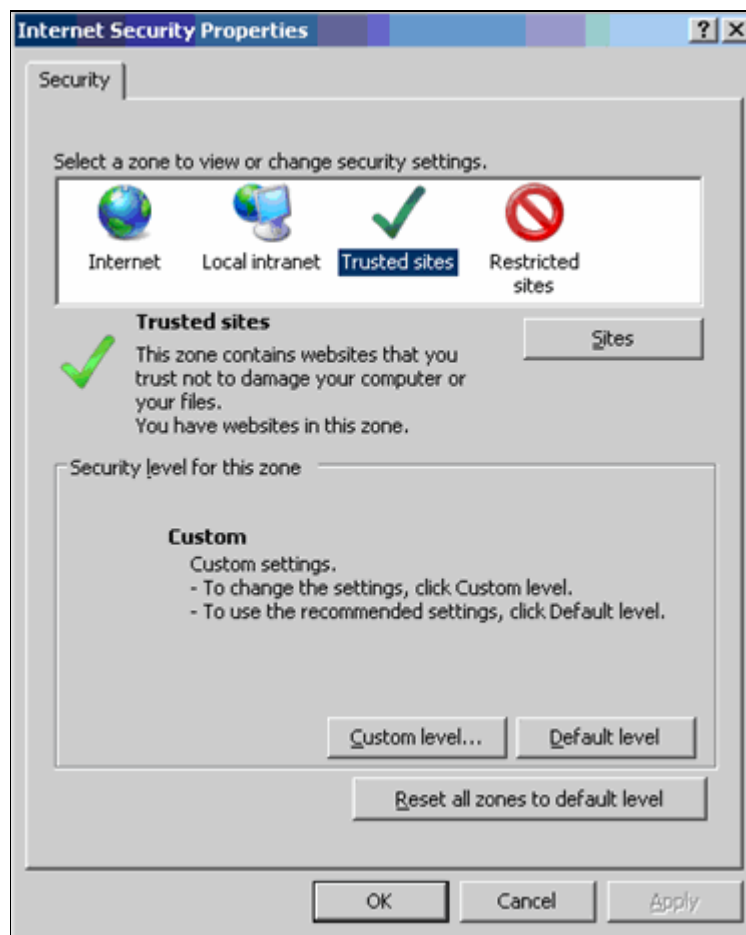 Internet Security Properties
Security
Select a zone to view or change security settings.
Internet
Local intranet
Trusted sites
Restricted
sites
Trusted sites
Sites
This zone contains websites that you
trust not to damage your computer or
your files.
You have websites in this zone.
Security level for this zone
Custom
Custom settings.
- To change the settings, click Custom level.
- To use the recommended settings, click Default level.
Custom level...
Default level
Reset all zones to default level
OK
Cancel
Apply